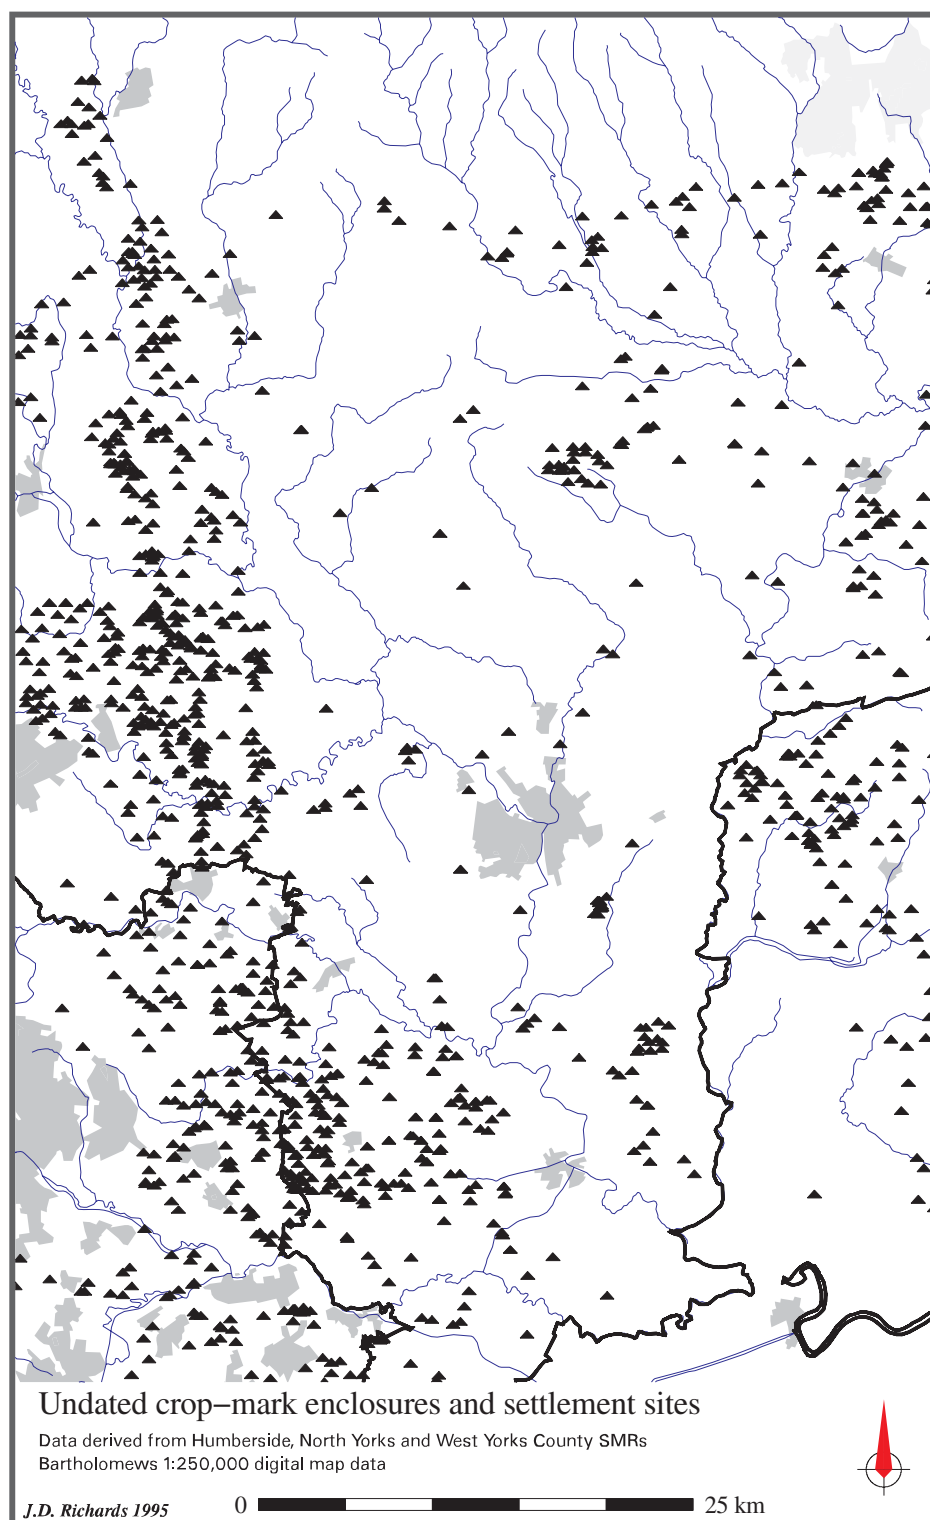 Undated crop−mark enclosures and settlement sites
Data derived from Humberside, North Yorks and West Yorks County SMRs
Bartholomews 1:250,000 digital map data
J.D. Richards 1995
0
25 km